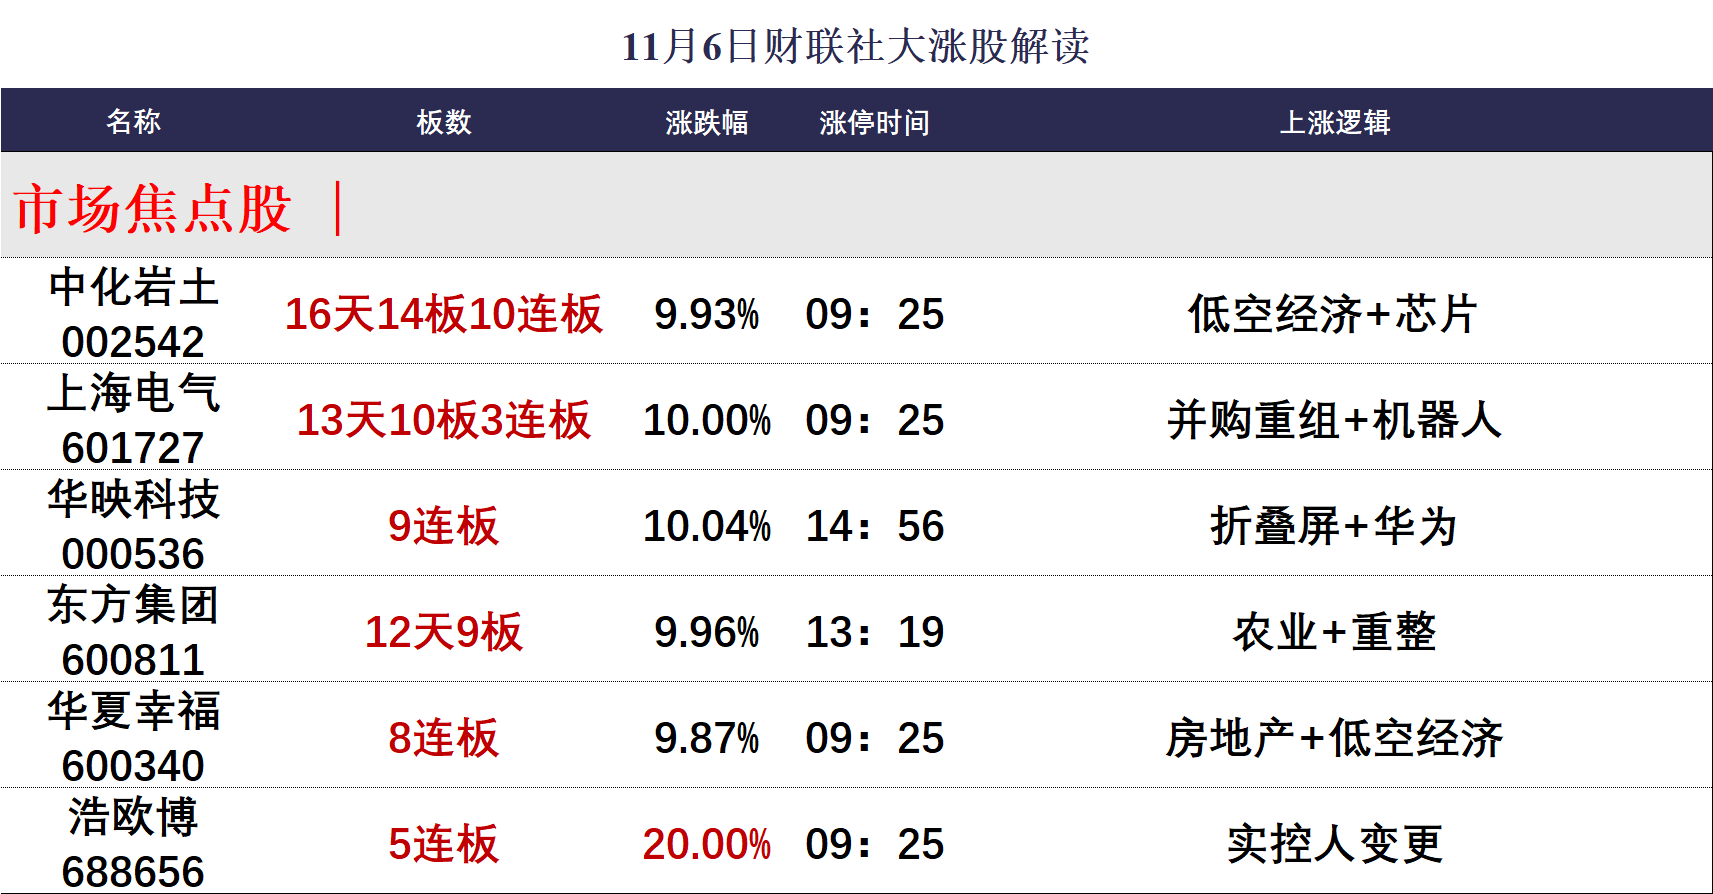 11月6日财联社大涨股解读
名称 板数 涨跌幅 涨停时间 上涨逻辑
市场焦点股 |
中化岩土
002542 16天14板10连板 9.93% 09：25 低空经济+芯片
上海电气
601727 13天10板3连板 10.00% 09：25 并购重组+机器人
华映科技
000536 9连板 10.04% 14：56 折叠屏+华为
东方集团
600811 12天9板 9.96% 13：19 农业+重整
华夏幸福
600340 8连板 9.87% 09：25 房地产+低空经济
浩欧博
688656 5连板 20.00% 09：25 实控人变更